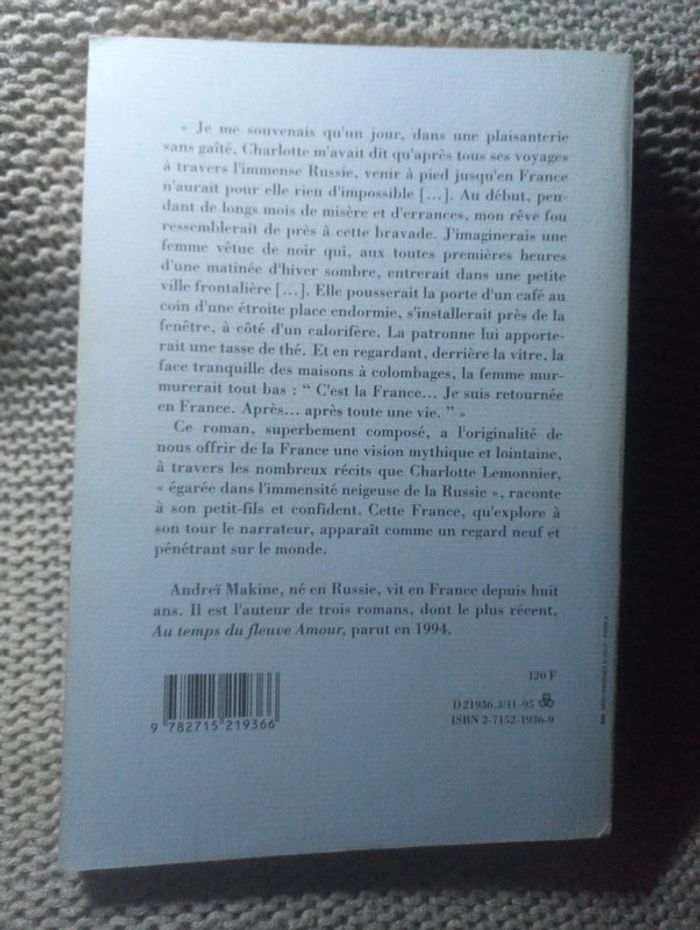 « Je me souvenais qu'un jour, dans une plaisanterie
sans gaîté, Charlotte m'avait dit qu'après tous ses voyages
à travers l'immense Russie, venir à pied jusqu'en France
n'aurait pour elle rien d'impossible [...]. Au début, pen-
dant de longs mois de misère et d'errances, mon rêve fou
ressemblerait de près à cette bravade. J'imaginerais une
femme vêtue de noir qui, aux toutes premières heures
d'une matinée d'hiver sombre, entrerait dans une petite
ville frontalière [...]. Elle pousserait la porte d'un café au
coin d'une étroite place endormie, s'installerait près de la
fenêtre, à côté d'un calorifère. La patronne lui apporte-
rait une tasse de thé. Et en regardant, derrière la vitre, la
face tranquille des maisons à colombages, la femme mur-
murerait tout bas : “ C'est la France... Je suis retournée
en France. Après... après toute une vie. ” »
Ce roman, superbement composé, a l'originalité de
nous offrir de la France une vision mythique et lointaine,
à travers les nombreux récits que Charlotte Lemonnier,
« égarée dans l'immensité neigeuse de la Russie », raconte
à son petit-fils et confident. Cette France, qu'explore à
son tour le narrateur, apparaît comme un regard neuf et
pénétrant sur le monde.
Andreï Makine, né en Russie, vit en France depuis huit
ans. Il est l'auteur de trois romans, dont le plus récent,
Au temps du fleuve Amour, parut en 1994.
120 F
D 21936.3/11-95
ISBN 2-7152-1936-9
9 782715 219366